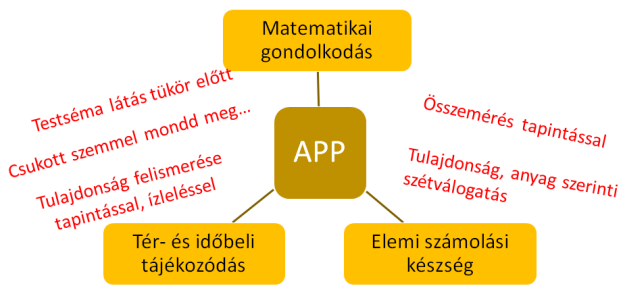 Matematikai
gondolkodás
Testséma látás tükör előtt
Csukott szemmel mondd meg...
Tulajdonság felismerése
tapintással, ízleléssel
APP
Összemérés tapintással
Tulajdonság, anyag szerinti
szétválogatás
Tér- és időbeli
tájékozódás
Elemi számolási
készség